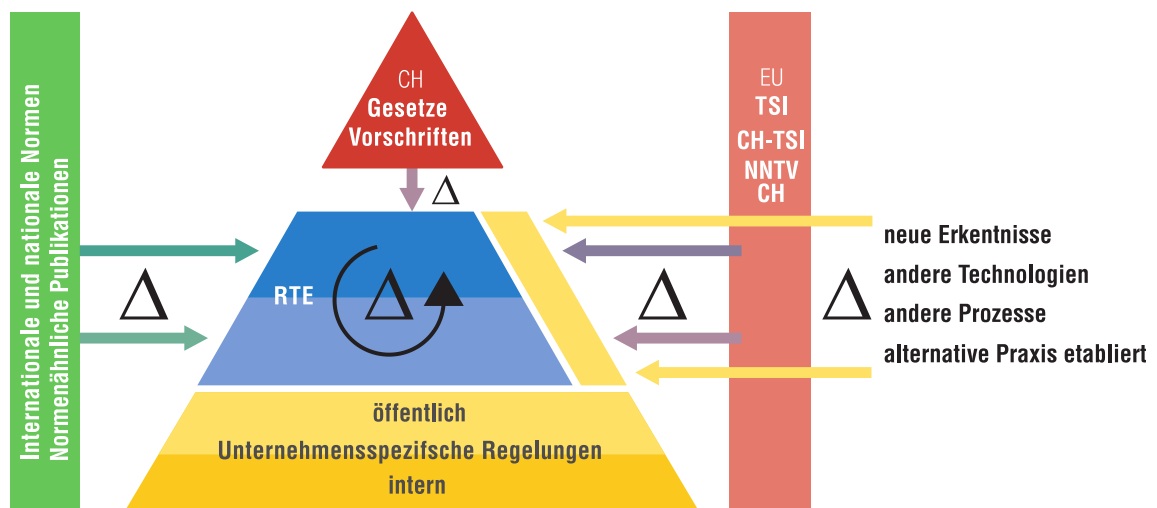 Internationale und nationale Normen
Normenähnliche Publikationen
CH
Gesetze
Vorschriften
Δ
EU
TSI
CH-TSI
NNTV
CH
Δ
RTE
Δ
Δ
Δ
neue Erkentnisse
andere Technologien
andere Prozesse
alternative Praxis etabliert
öffentlich
Unternehmensspezifsche Regelungen
intern